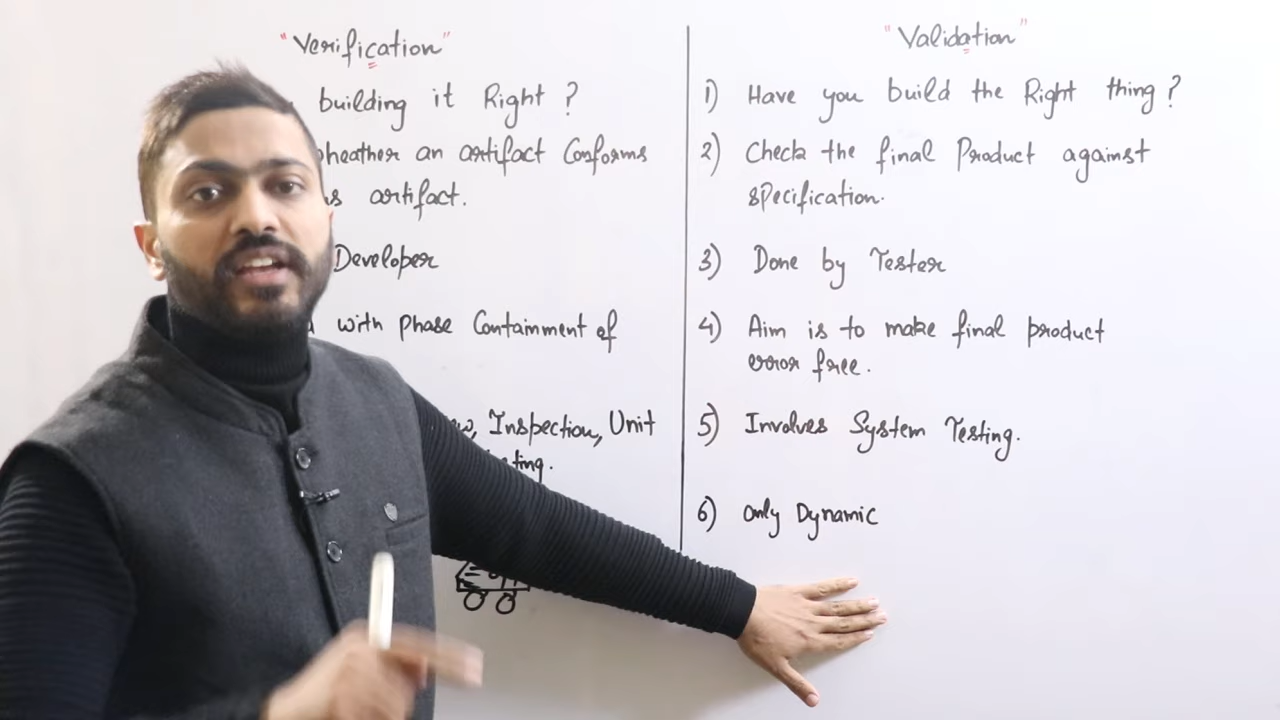 "Verification"
building it Right ?
pheather an artifact Conforms
artifact.
Developer
with phase Containment of
Inspection, Unit
"Validation"
1) Have you build the Right thing ?
2) Check the final Product against
specification.
3) Done by Tester
4) Aim is to make final product
error free.
5) Involves System Testing.
6) only Dynamic